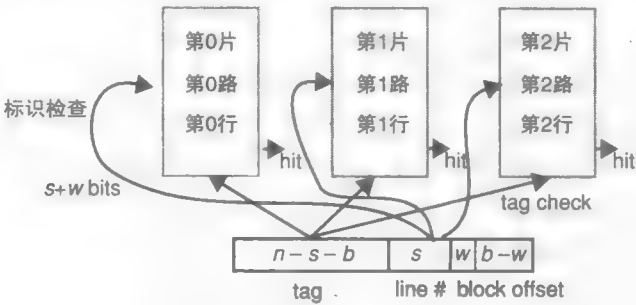 第0片
第0路
第0行
第1片
第1路
第1行
第2片
第2路
第2行
标识检查
hit
hit
hit
s+w bits
tag check
n－s－b
s
w
b－w
tag
line #
block offset